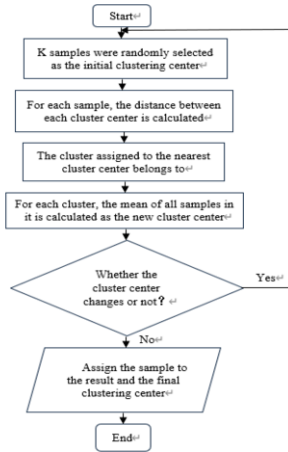 Start↵
K samples were randomly selected
as the initial clustering center↵
For each sample, the distance between
each cluster center is calculated↵
The cluster assigned to the nearest
cluster center belongs to↵
For each cluster, the mean of all samples in
it is calculated as the new cluster center↵
Whether the
cluster center
changes or not? ↵
Yes↵
No↵
Assign the sample to
the result and the final
clustering center↵
End↵